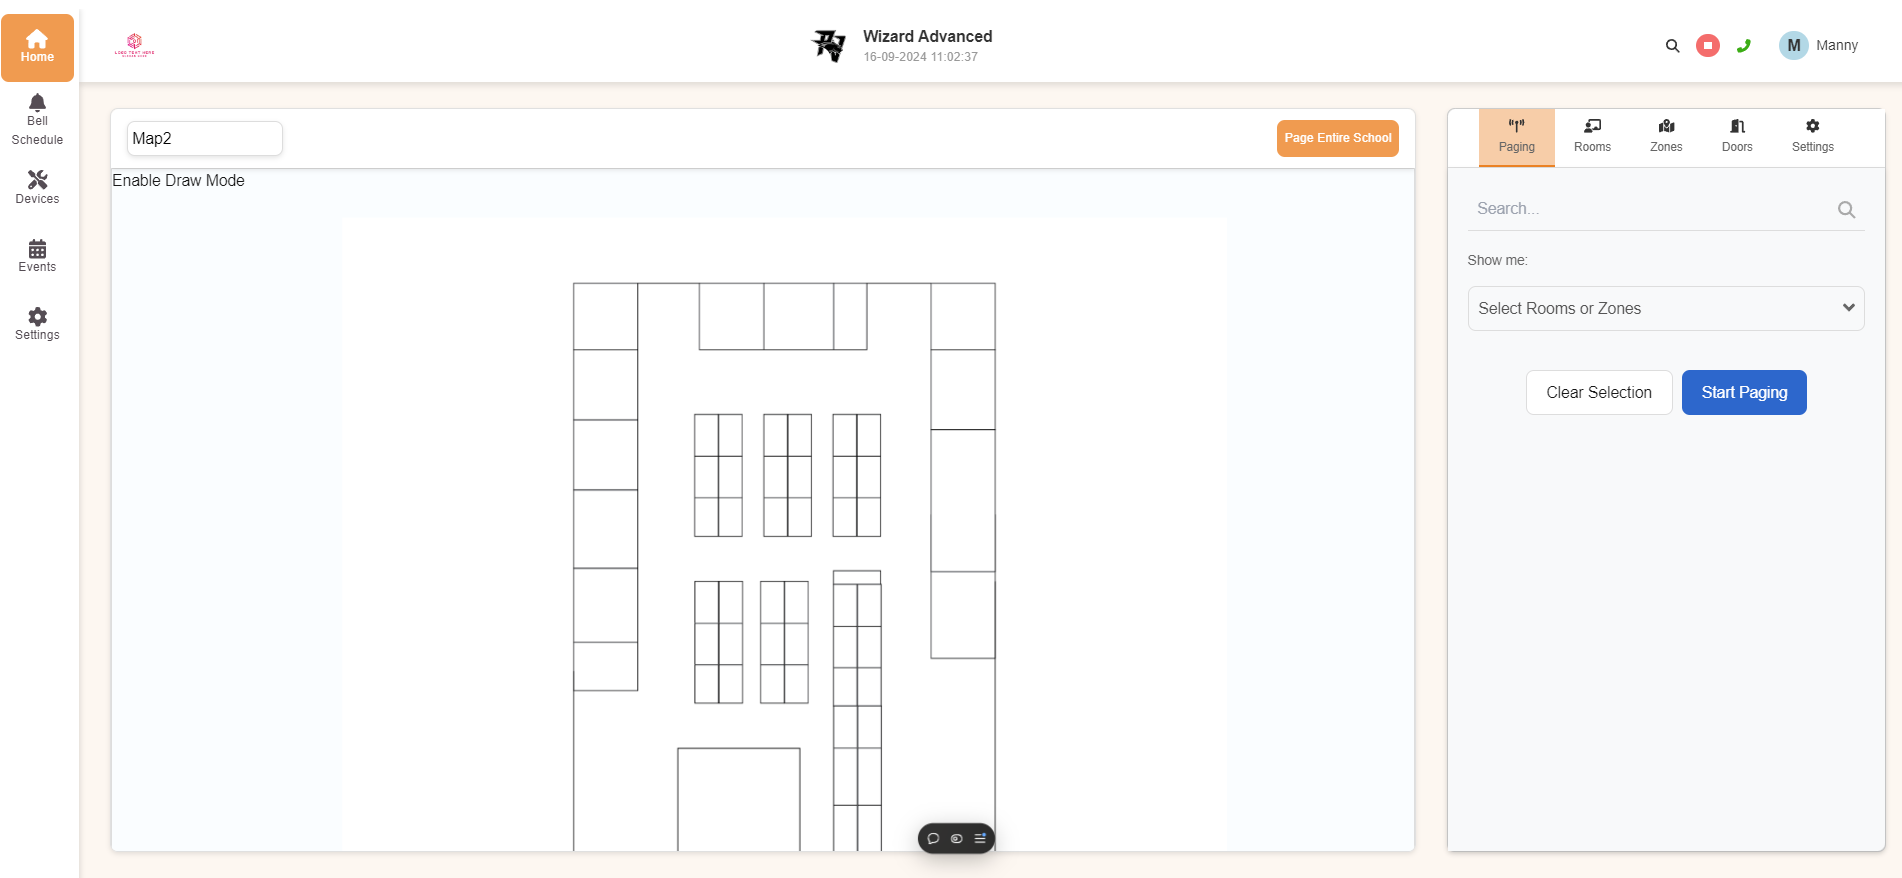 Home
Bell
Schedule
Devices
Events
Settings
LOGO TEXT HERE
Wizard Advanced
16-09-2024 11:02:37
M
Manny
Map2
Page Entire School
Enable Draw Mode
Paging
Rooms
Zones
Doors
Settings
Search...
Show me:
Select Rooms or Zones
Clear Selection
Start Paging